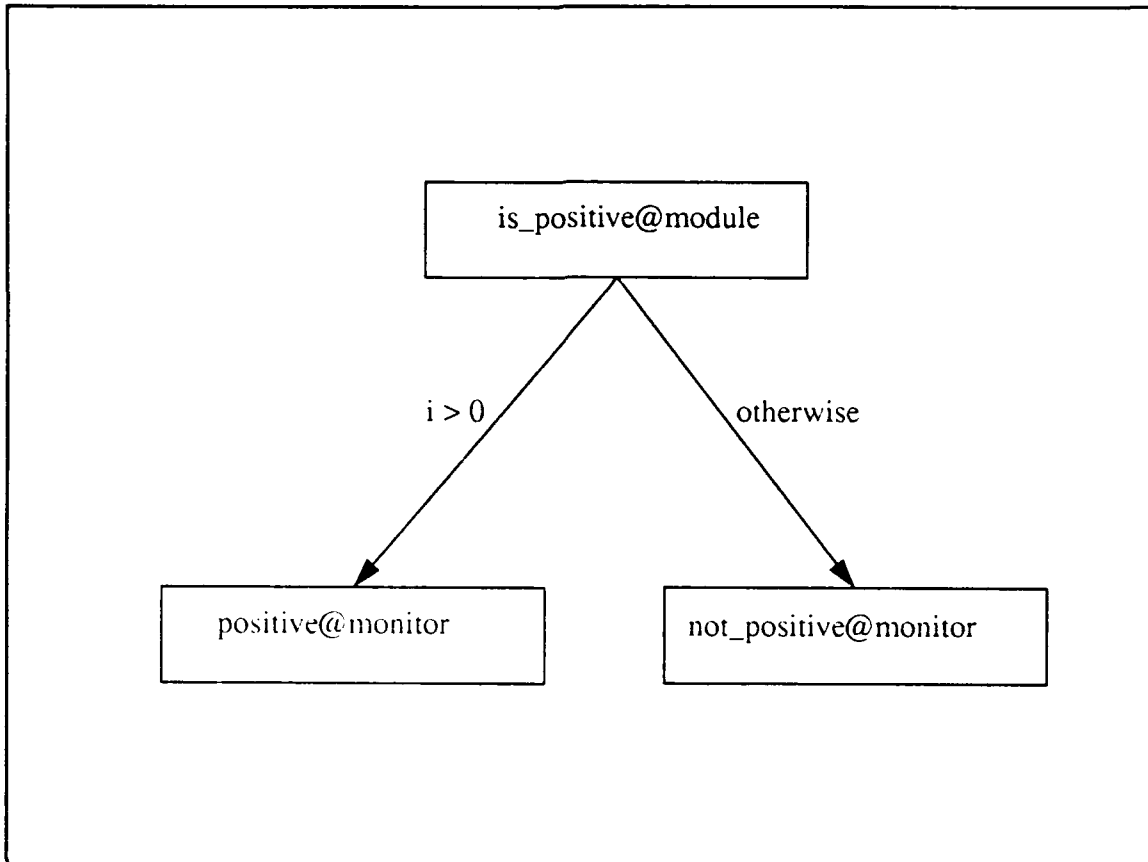 is_positive@module
i > 0
otherwise
positive@monitor
not_positive@monitor